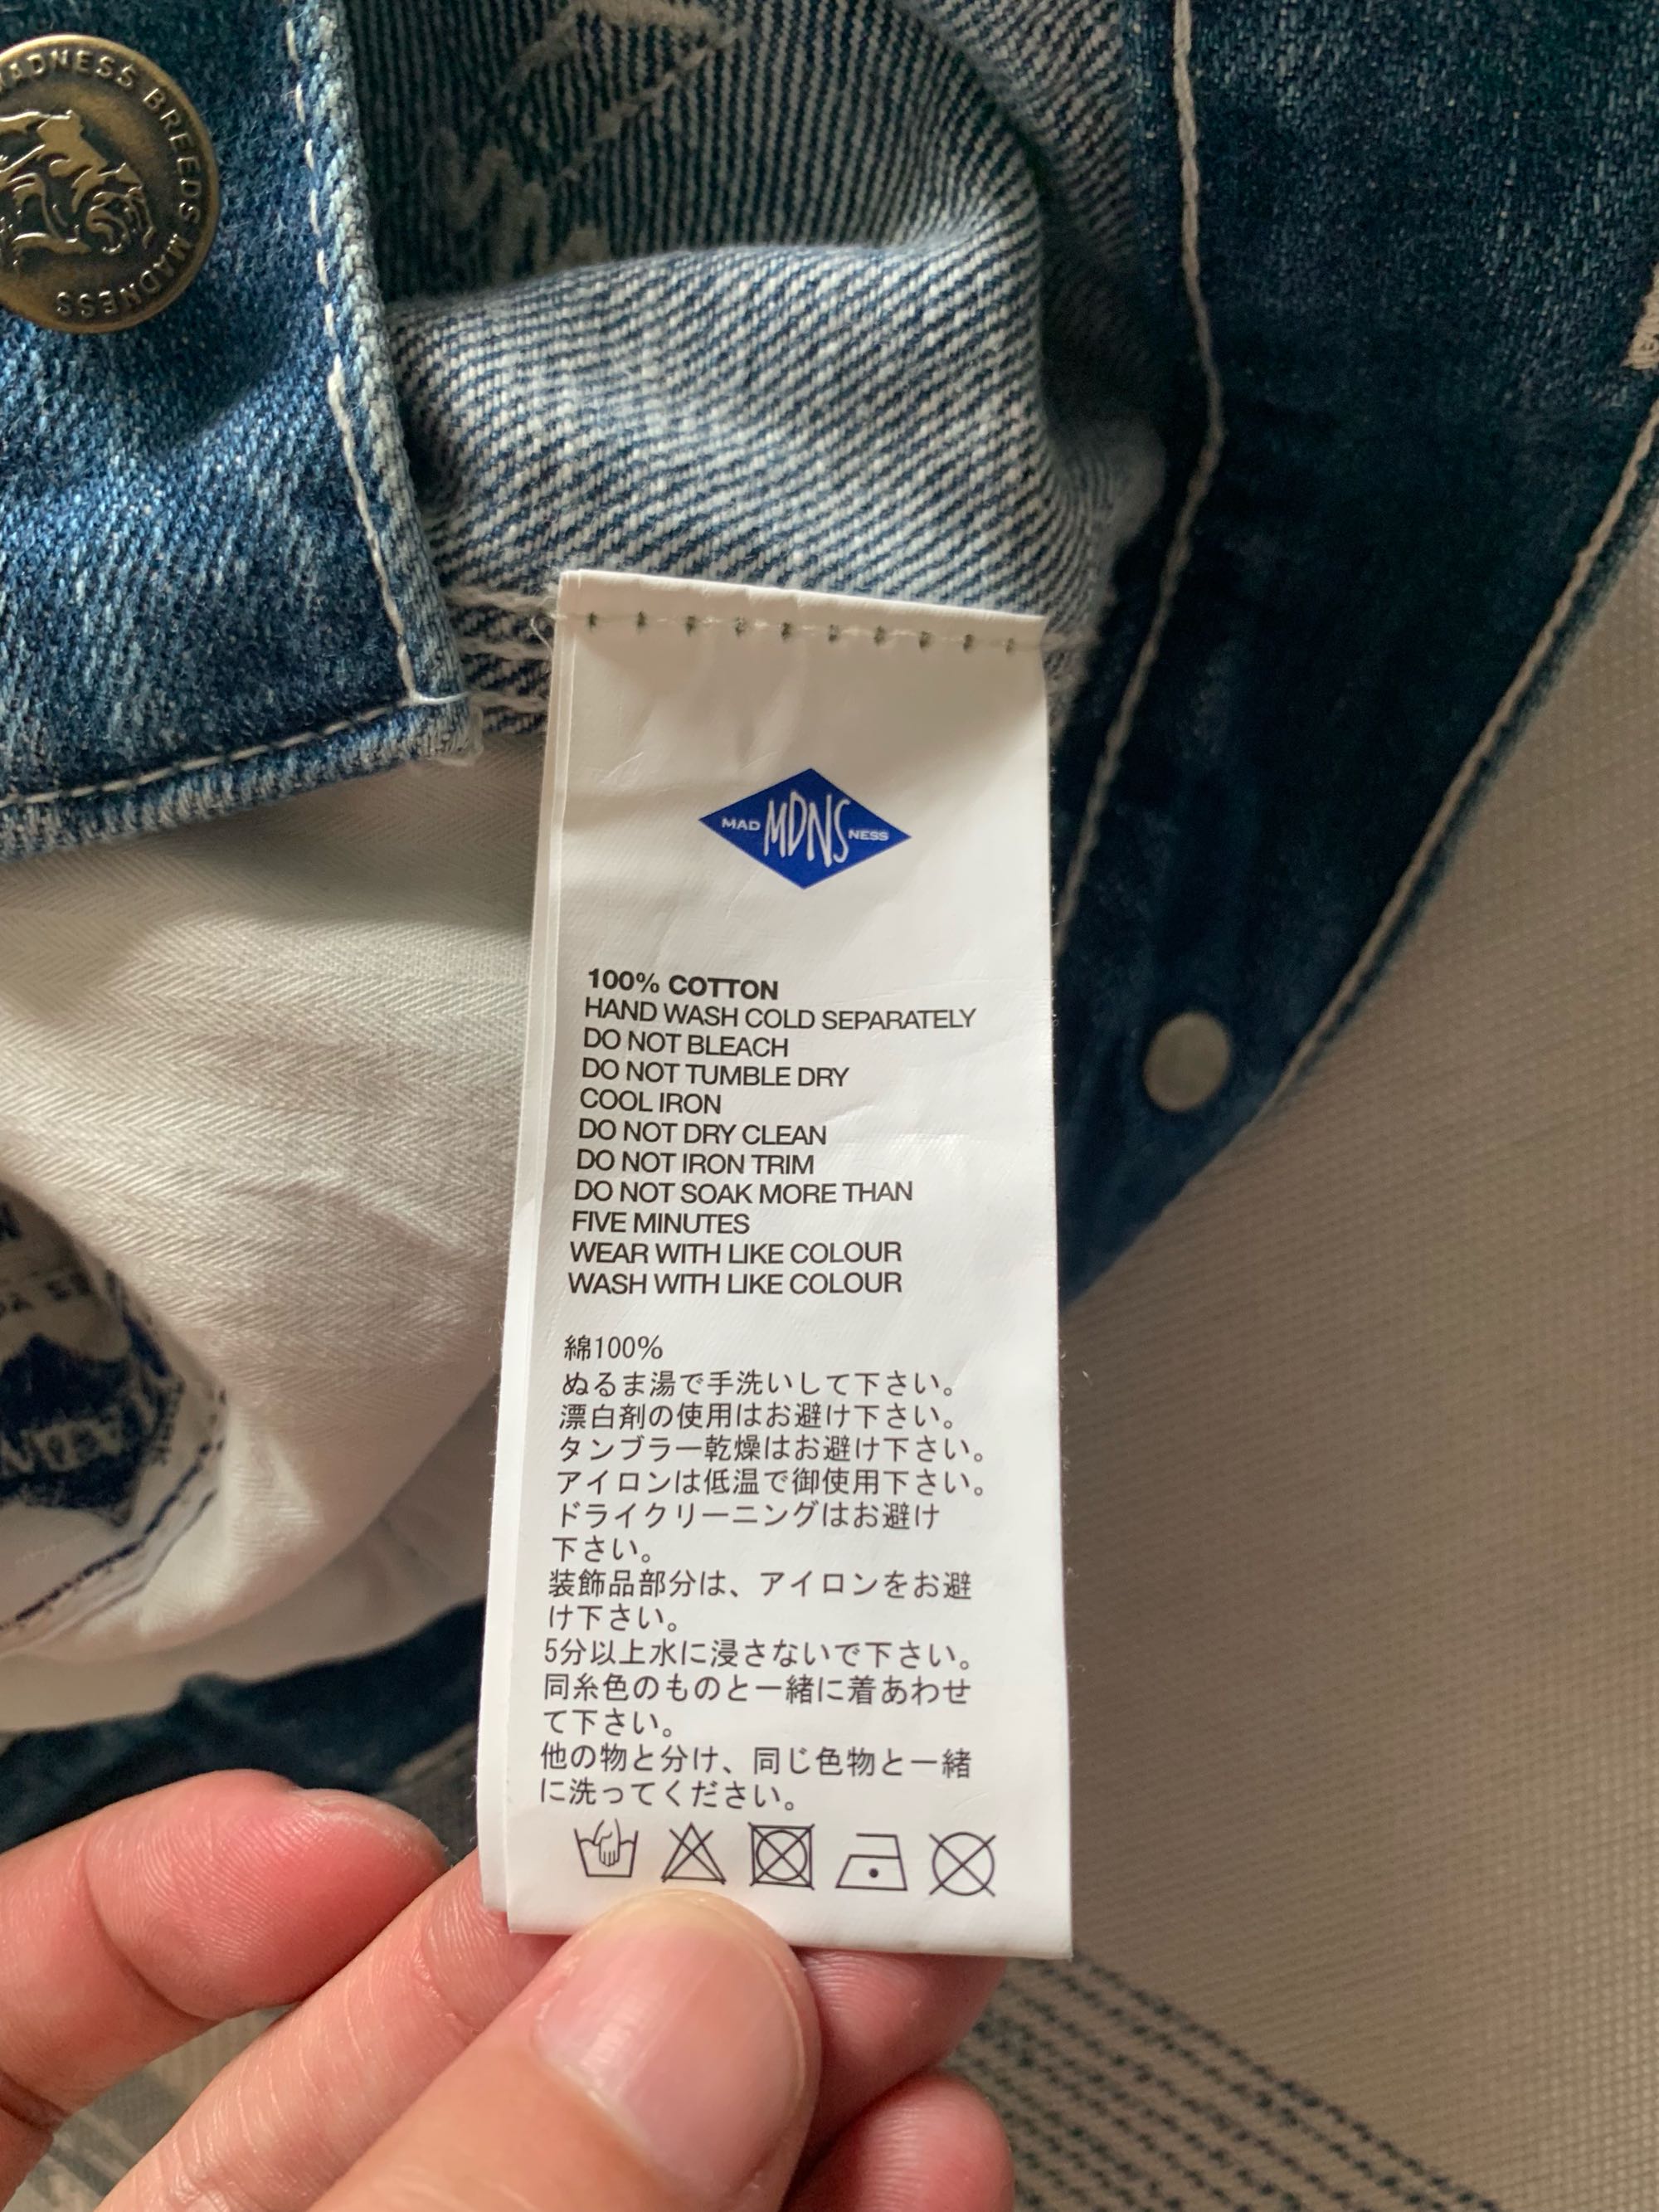 MADNESS BREEDS MADNESS
MAD MDNS NESS
100% COTTON
HAND WASH COLD SEPARATELY
DO NOT BLEACH
DO NOT TUMBLE DRY
COOL IRON
DO NOT DRY CLEAN
DO NOT IRON TRIM
DO NOT SOAK MORE THAN
FIVE MINUTES
WEAR WITH LIKE COLOUR
WASH WITH LIKE COLOUR
綿100%
ぬるま湯で手洗いして下さい。
漂白剤の使用はお避け下さい。
タンブラー乾燥はお避け下さい。
アイロンは低温で御使用下さい。
ドライクリーニングはお避け
下さい。
装飾品部分は、アイロンをお避
け下さい。
5分以上水に浸さないで下さい。
同糸色のものと一緒に着あわせ
て下さい。
他の物と分け、同じ色物と一緒
に洗ってください。